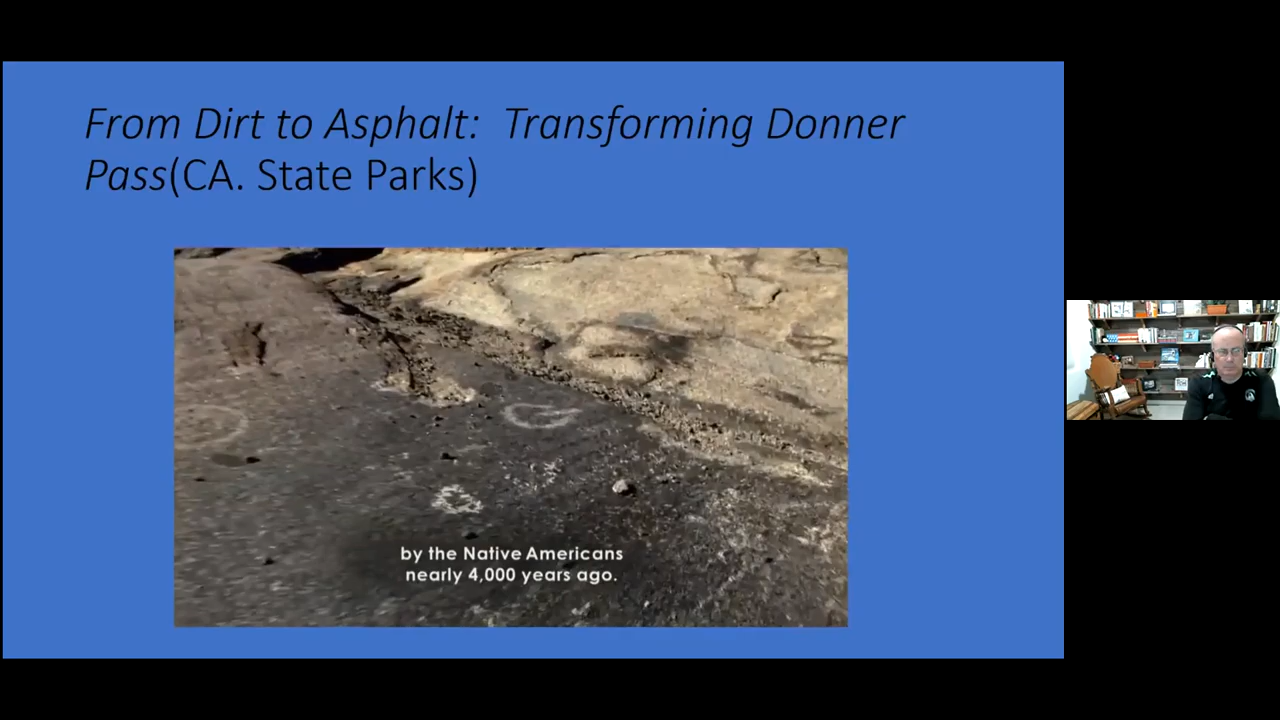 From Dirt to Asphalt: Transforming Donner
Pass(CA. State Parks)
by the Native Americans
nearly 4,000 years ago.